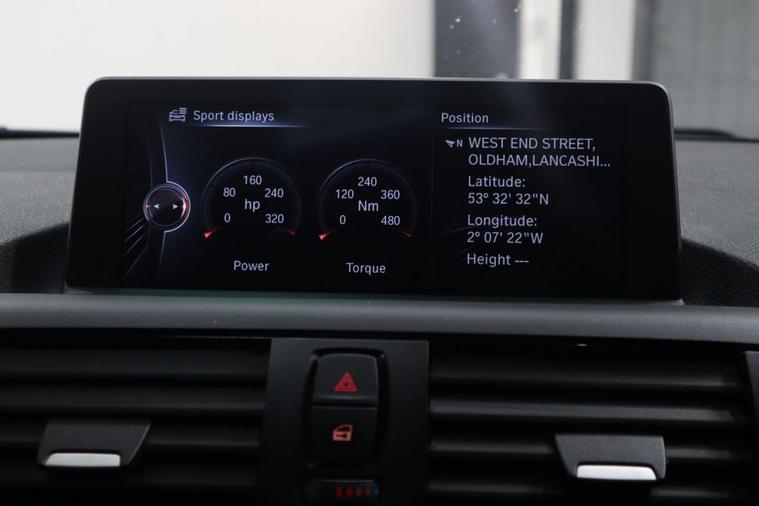 Sport displays
160
80
240
hp
0
320
Power
240
120
360
Nm
0
480
Torque
Position
N WEST END STREET,
OLDHAM,LANCASHI...
Latitude:
53° 32' 32"N
Longitude:
2° 07' 22"W
Height ---